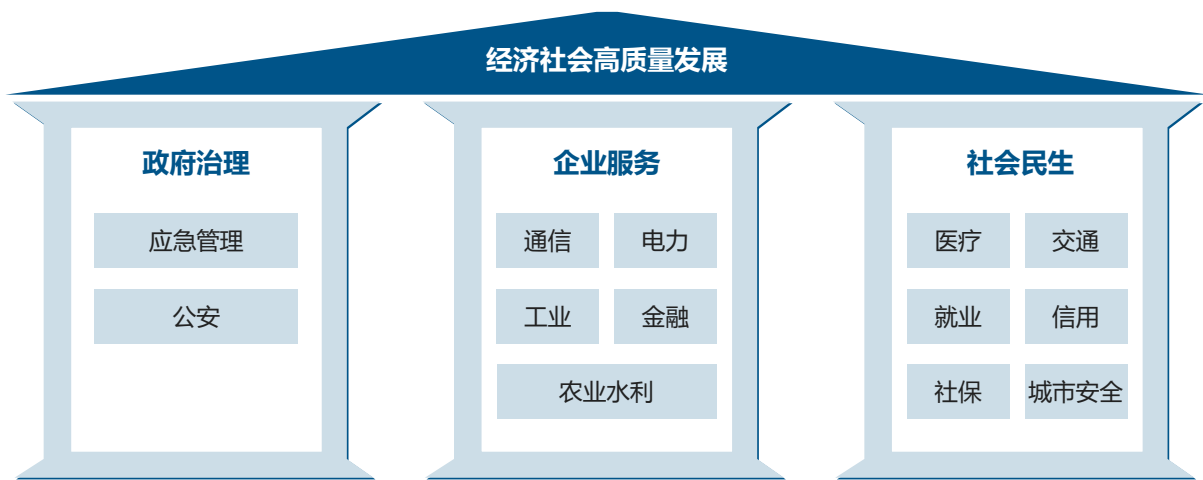 经济社会高质量发展
政府治理
应急管理
公安
企业服务
通信
电力
工业
金融
农业水利
社会民生
医疗
交通
就业
信用
社保
城市安全